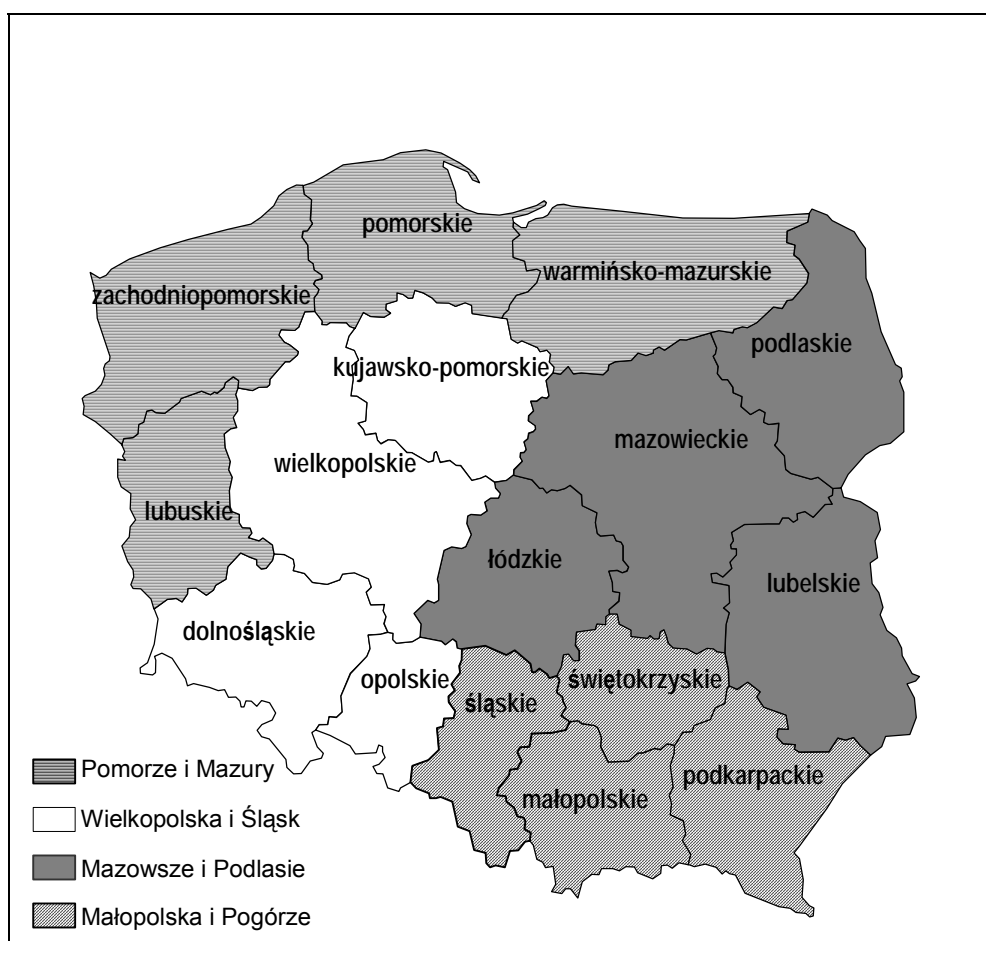 pomorskie
warmińsko-mazurskie
zachodniopomorskie
podlaskie
kujawsko-pomorskie
mazowieckie
wielkopolskie
lubuskie
łódzkie
lubelskie
dolnośląskie
opolskie
świętokrzyskie
śląskie
podkarpackie
małopolskie
Pomorze i Mazury
Wielkopolska i Śląsk
Mazowsze i Podlasie
Małopolska i Pogórze